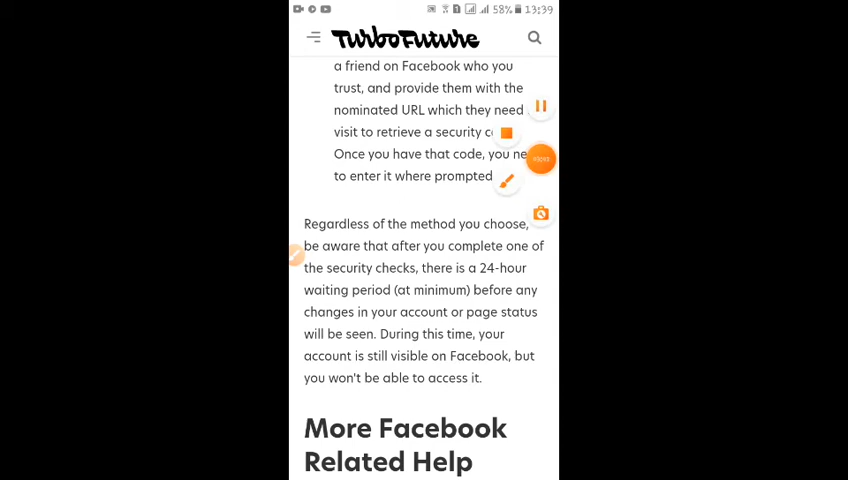 58% 13:39
TurboFuture
a friend on Facebook who you
trust, and provide them with the
nominated URL which they need
visit to retrieve a security
Once you have that code, you
to enter it where prompted
Regardless of the method you choose,
be aware that after you complete one of
the security checks, there is a 24-hour
waiting period (at minimum) before any
changes in your account or page status
will be seen. During this time, your
account is still visible on Facebook, but
you won't be able to access it.
More Facebook
Related Help